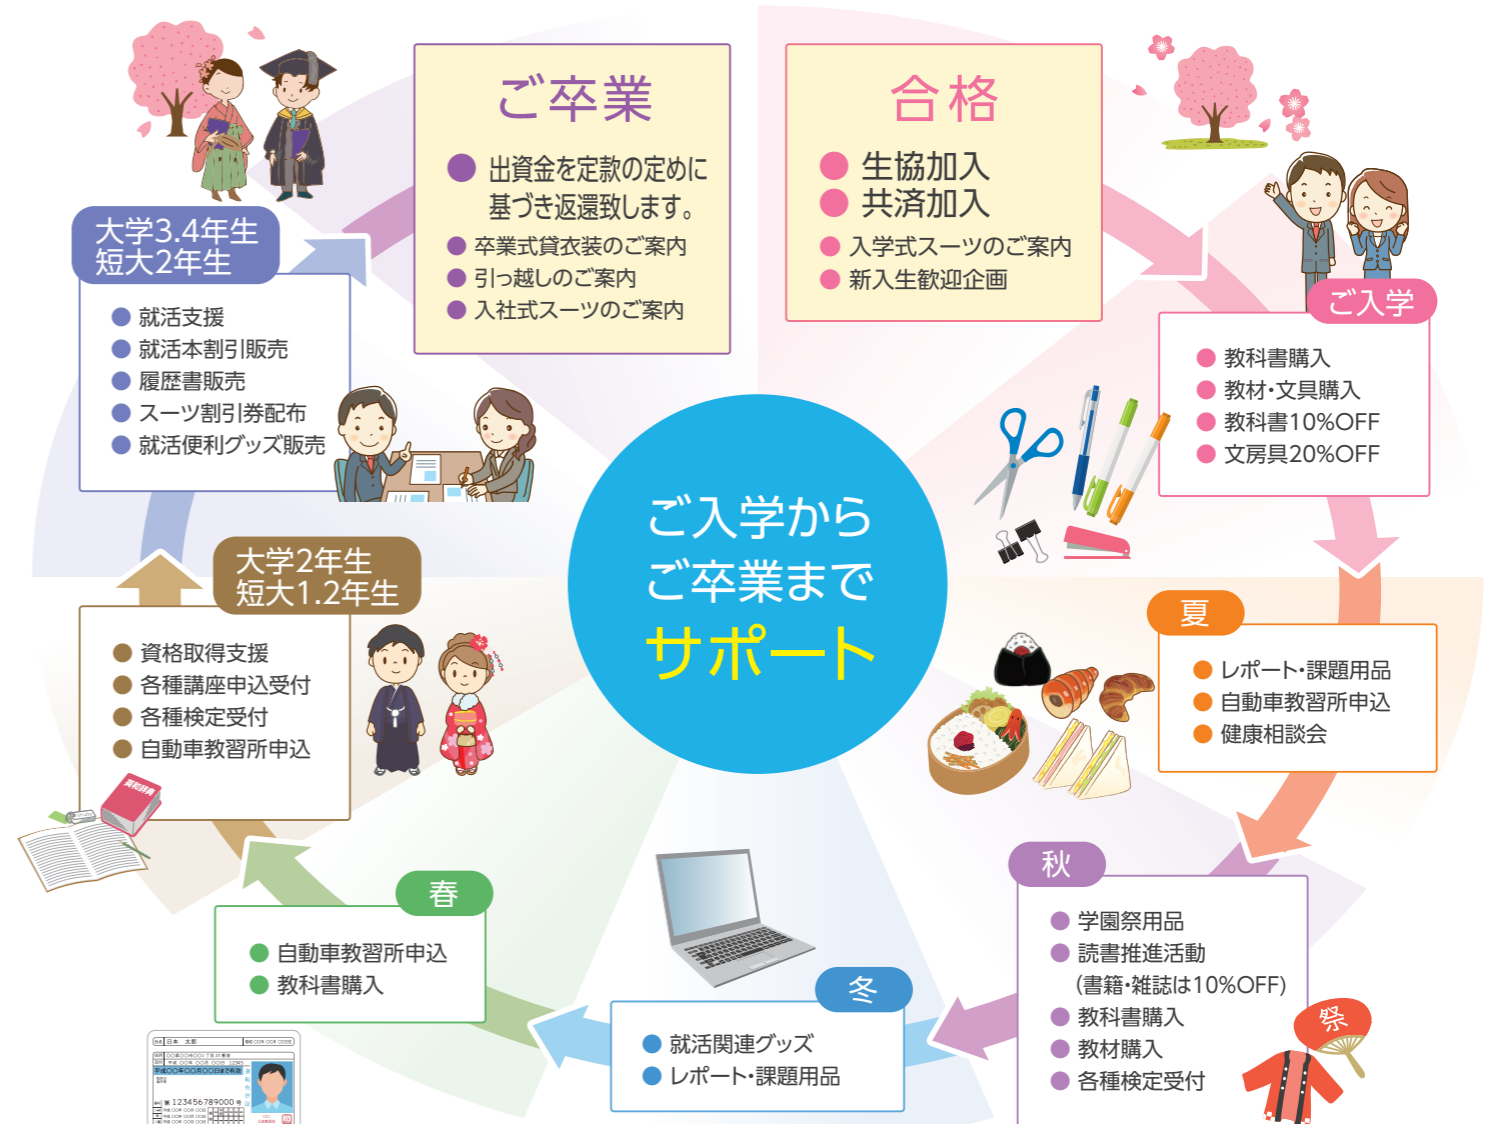 合格
生協加入
共済加入
入学式スーツのご案内
新入生歓迎企画
ご入学
教科書購入
教材・文具購入
教科書10%OFF
文房具20%OFF
夏
レポート・課題用品
自動車教習所申込
健康相談会
秋
学園祭用品
読書推進活動
(書籍・雑誌は10%OFF)
教科書購入
教材購入
各種検定受付
祭
冬
就活関連グッズ
レポート・課題用品
春
自動車教習所申込
教科書購入
日本 太郎
第 123456789000 号
大学2年生
短大1.2年生
資格取得支援
各種講座申込受付
各種検定受付
自動車教習所申込
英和辞典
大学3.4年生
短大2年生
就活支援
就活本割引販売
履歴書販売
スーツ割引券配布
就活便利グッズ販売
ご卒業
出資金を定款の定めに
基づき返還致します。
卒業式貸衣装のご案内
引っ越しのご案内
入社式スーツのご案内
ご入学から
ご卒業まで
サポート